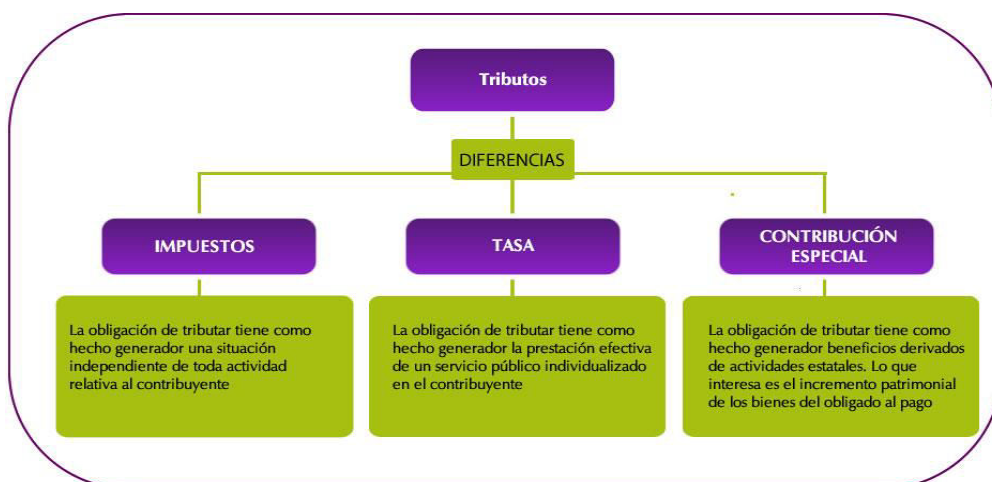 Tributos
DIFERENCIAS
IMPUESTOS
TASA
CONTRIBUCIÓN
ESPECIAL
La obligación de tributar tiene como
hecho generador una situación
independiente de toda actividad
relativa al contribuyente
La obligación de tributar tiene como
hecho generador la prestación efectiva
de un servicio público individualizado
en el contribuyente
La obligación de tributar tiene como
hecho generador beneficios derivados
de actividades estatales. Lo que
interesa es el incremento patrimonial
de los bienes del obligado al pago